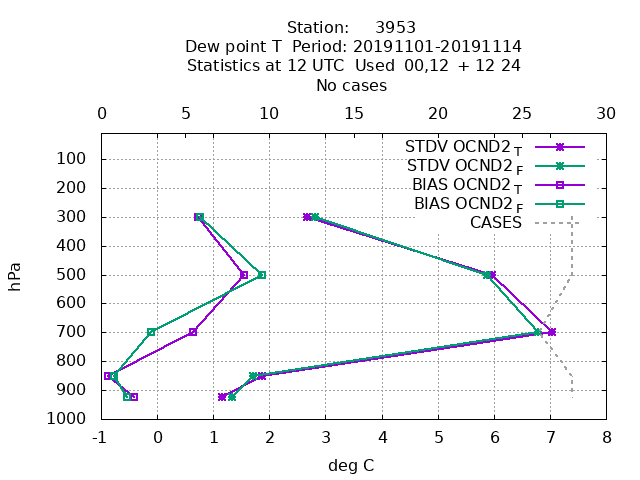 Station: 3953
Dew point T Period: 20191101-20191114
Statistics at 12 UTC Used 00,12 + 12 24
No cases
0 5 10 15 20 25 30
STDV OCND2 T
STDV OCND2 F
BIAS OCND2 T
BIAS OCND2 F
CASES
100
200
300
400
500
600
700
800
900
1000
hPa
-1 0 1 2 3 4 5 6 7 8
deg C